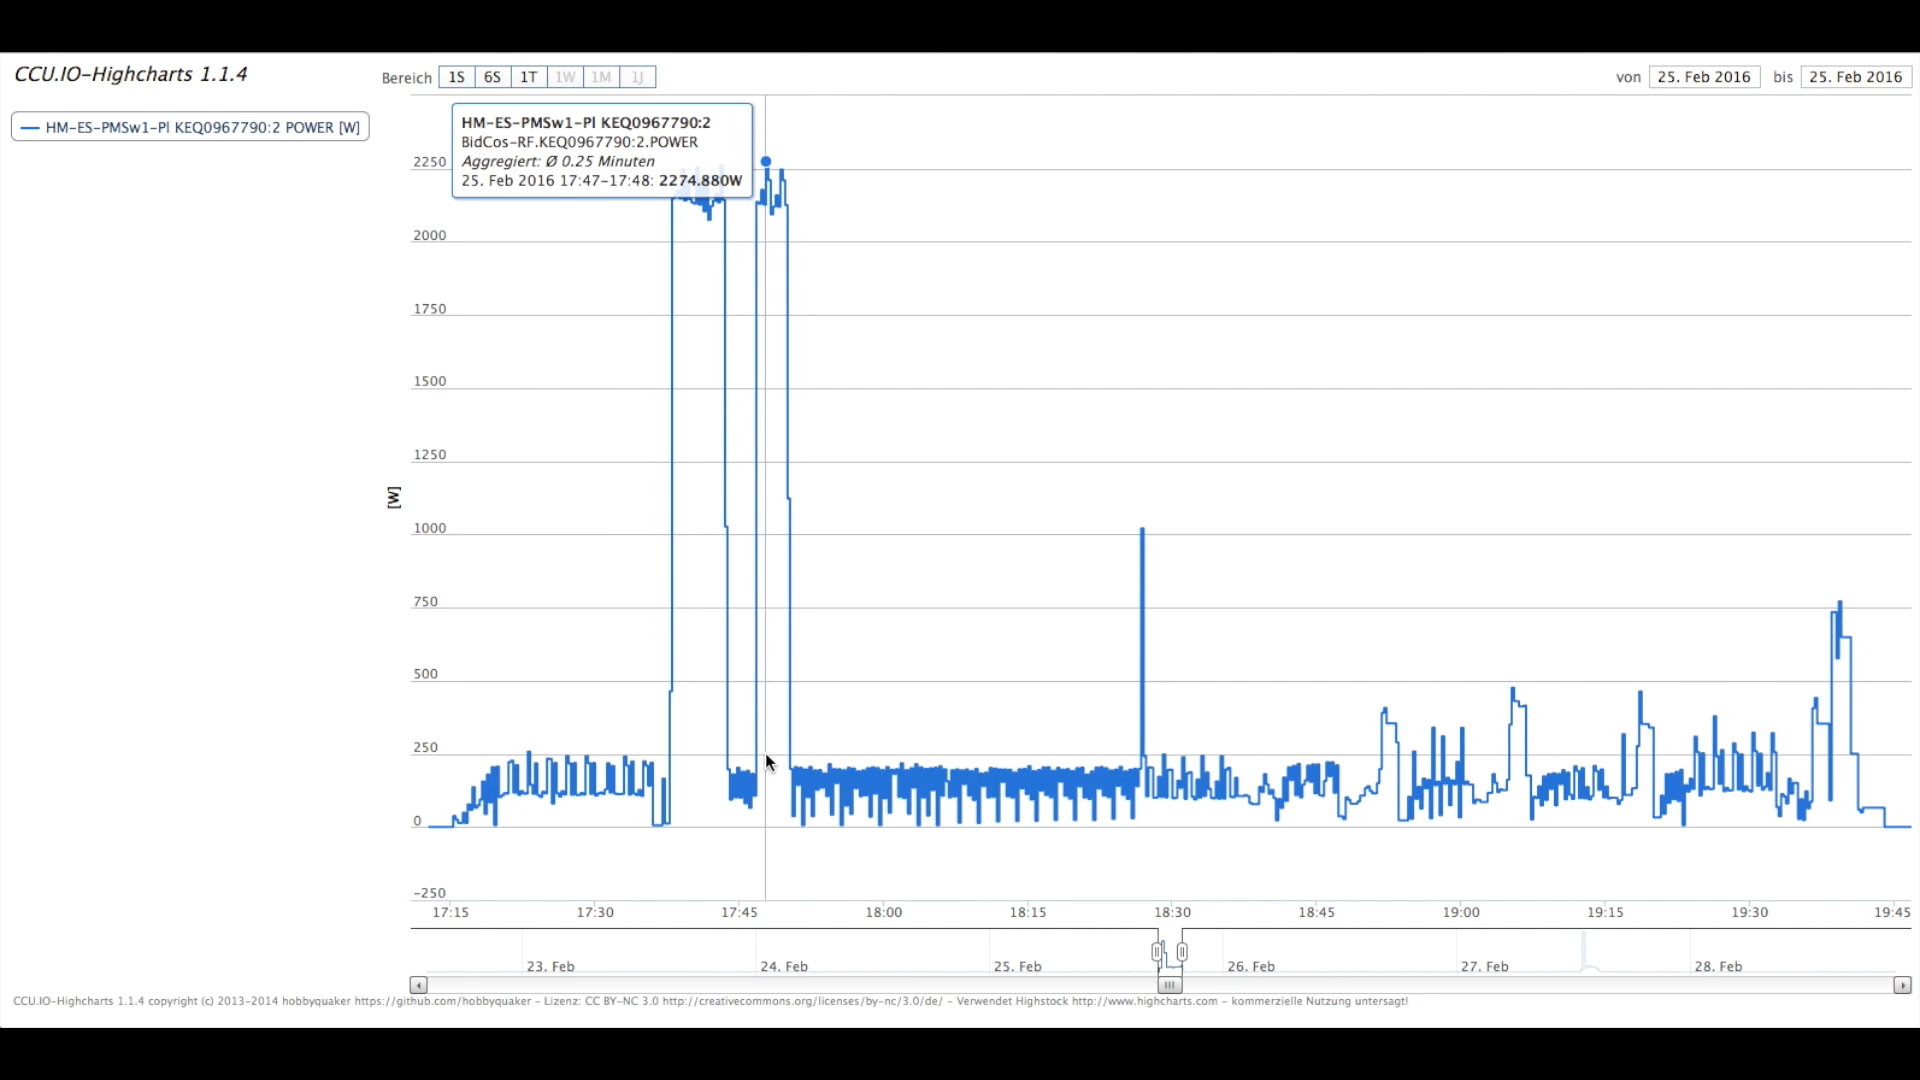 CCU.IO-Highcharts 1.1.4
Bereich 1S 6S 1T 1W 1M 1J
von 25. Feb 2016 bis 25. Feb 2016
HM-ES-PMSw1-Pl KEQ0967790:2 POWER [W]
HM-ES-PMSw1-Pl KEQ0967790:2
BidCos-RF.KEQ0967790:2.POWER
Aggregiert: Ø 0.25 Minuten
25. Feb 2016 17:47-17:48: 2274.880W
2250
2000
1750
1500
1250
[W]
1000
750
500
250
0
-250
17:15 17:30 17:45 18:00 18:15 18:30 18:45 19:00 19:15 19:30 19:45
23. Feb 24. Feb 25. Feb 26. Feb 27. Feb 28. Feb
CCU.IO-Highcharts 1.1.4 copyright (c) 2013-2014 hobbyquaker https://github.com/hobbyquaker - Lizenz: CC BY-NC 3.0 http://creativecommons.org/licenses/by-nc/3.0/de/ - Verwendet Highstock http://www.highcharts.com - kommerzielle Nutzung untersagt!